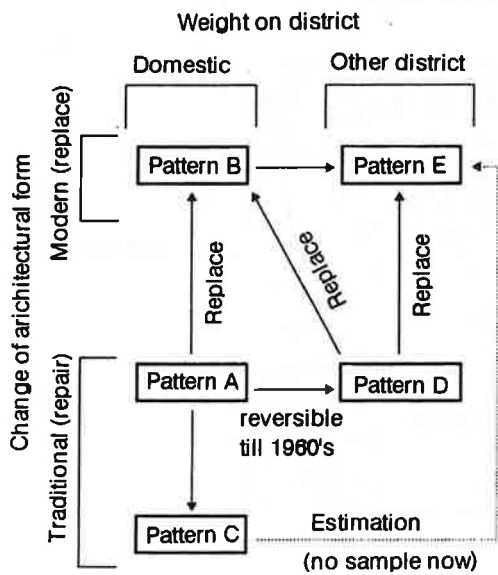 Weight on district
Domestic
Other district
Change of arichitectural form
Modern (replace)
Pattern B
Pattern E
Replace
Replace
Replace
Traditional (repair)
Pattern A
Pattern D
reversible
till 1960's
Pattern C
Estimation
(no sample now)